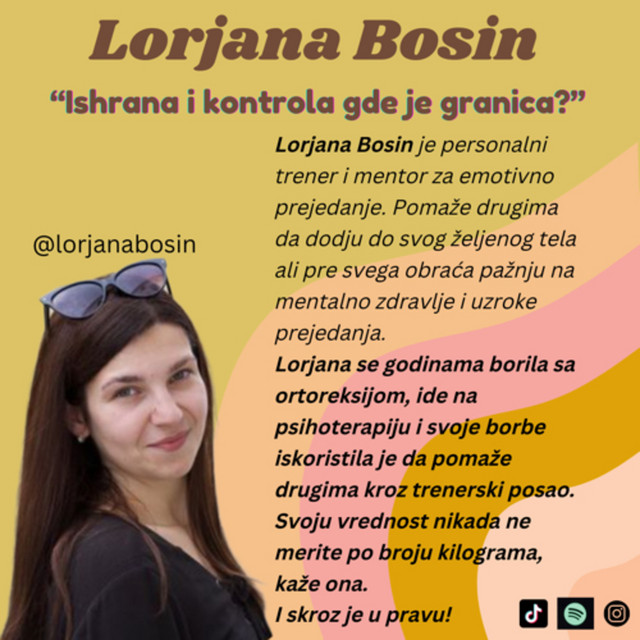 Lorjana Bosin
“Ishrana i kontrola gde je granica?”
Lorjana Bosin je personalni
trener i mentor za emotivno
prejedanje. Pomaže drugima
da dodju do svog željenog tela
ali pre svega obraća pažnju na
mentalno zdravlje i uzroke
prejedanja.
Lorjana se godinama borila sa
ortoreksijom, ide na
psihoterapiju i svoje borbe
iskoristila je da pomaže
drugima kroz trenerski posao.
Svoju vrednost nikada ne
merite po broju kilograma,
kaže ona.
I skroz je u pravu!
@lorjanabosin